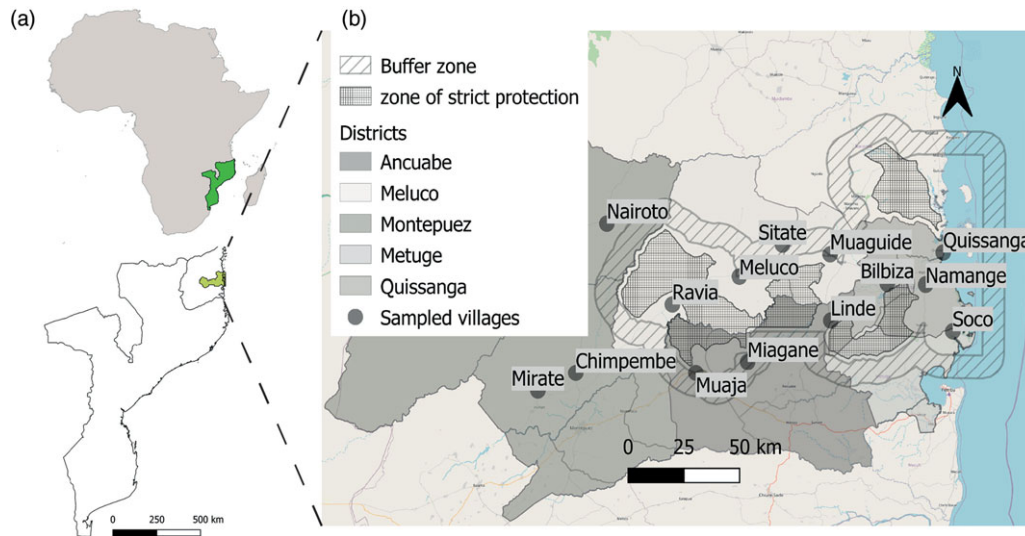 (a)
(b)
Buffer zone
zone of strict protection
Districts
Ancuabe
Meluco
Montepuez
Metuge
Quissanga
Sampled villages
N
Nairoto
Sitate
Muaguide
Quissanga
Meluco
Bilbiza
Namange
Ravia
Linde
Soco
Chimpembe
Miagane
Mirate
Muaja
0 25 50 km
0 250 500 km